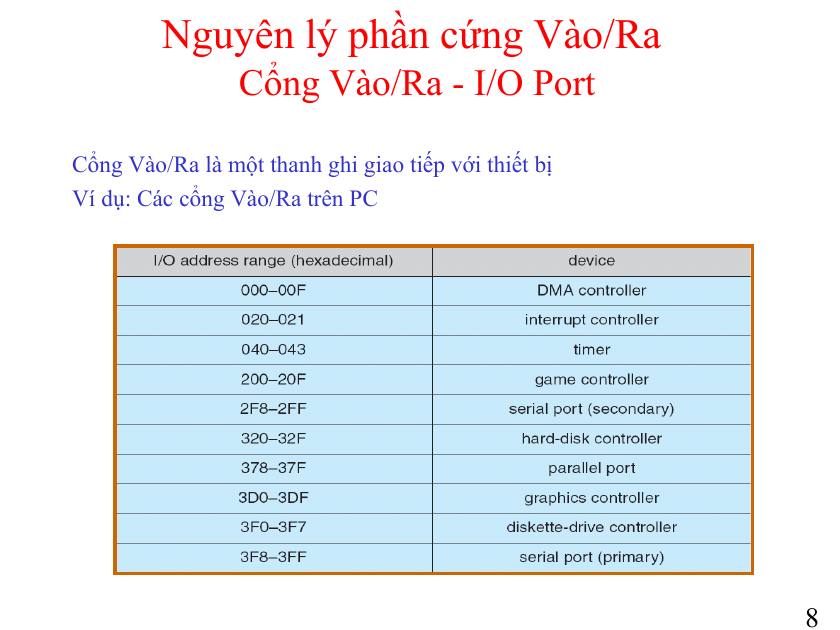 Nguyên lý phần cứng Vào/Ra
Cổng Vào/Ra - I/O Port
Cổng Vào/Ra là một thanh ghi giao tiếp với thiết bị
Ví dụ: Các cổng Vào/Ra trên PC
I/O address range (hexadecimal) device
000–00F DMA controller
020–021 interrupt controller
040–043 timer
200–20F game controller
2F8–2FF serial port (secondary)
320–32F hard-disk controller
378–37F parallel port
3D0–3DF graphics controller
3F0–3F7 diskette-drive controller
3F8–3FF serial port (primary)
8